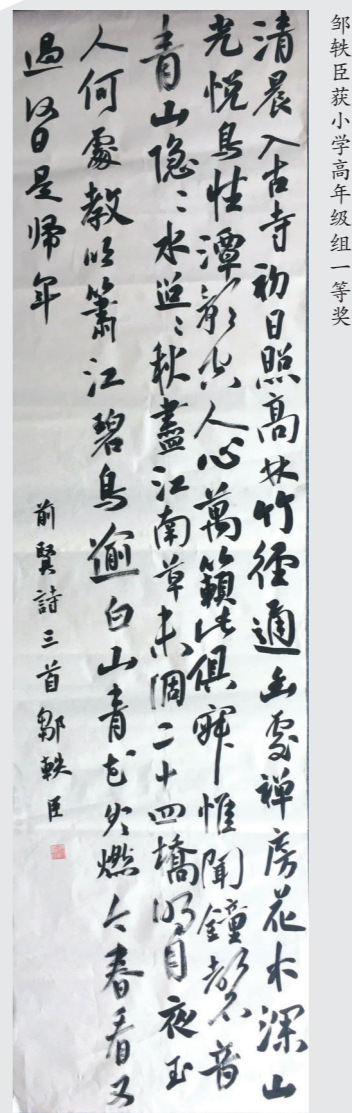 邹轶臣获小学高年级组一等奖
清晨入古寺初日照高林竹徑通幽處禅房花木深山
光悦鳥性潭影空人心萬籟此俱寂惟聞鐘磬音
青山隐〻水迢〻秋盡江南草未凋二十四橋明月夜玉
人何處教吹簫江碧鳥逾白山青花欲燃今春看又
過何日是歸年
前賢詩三首鄒軼臣